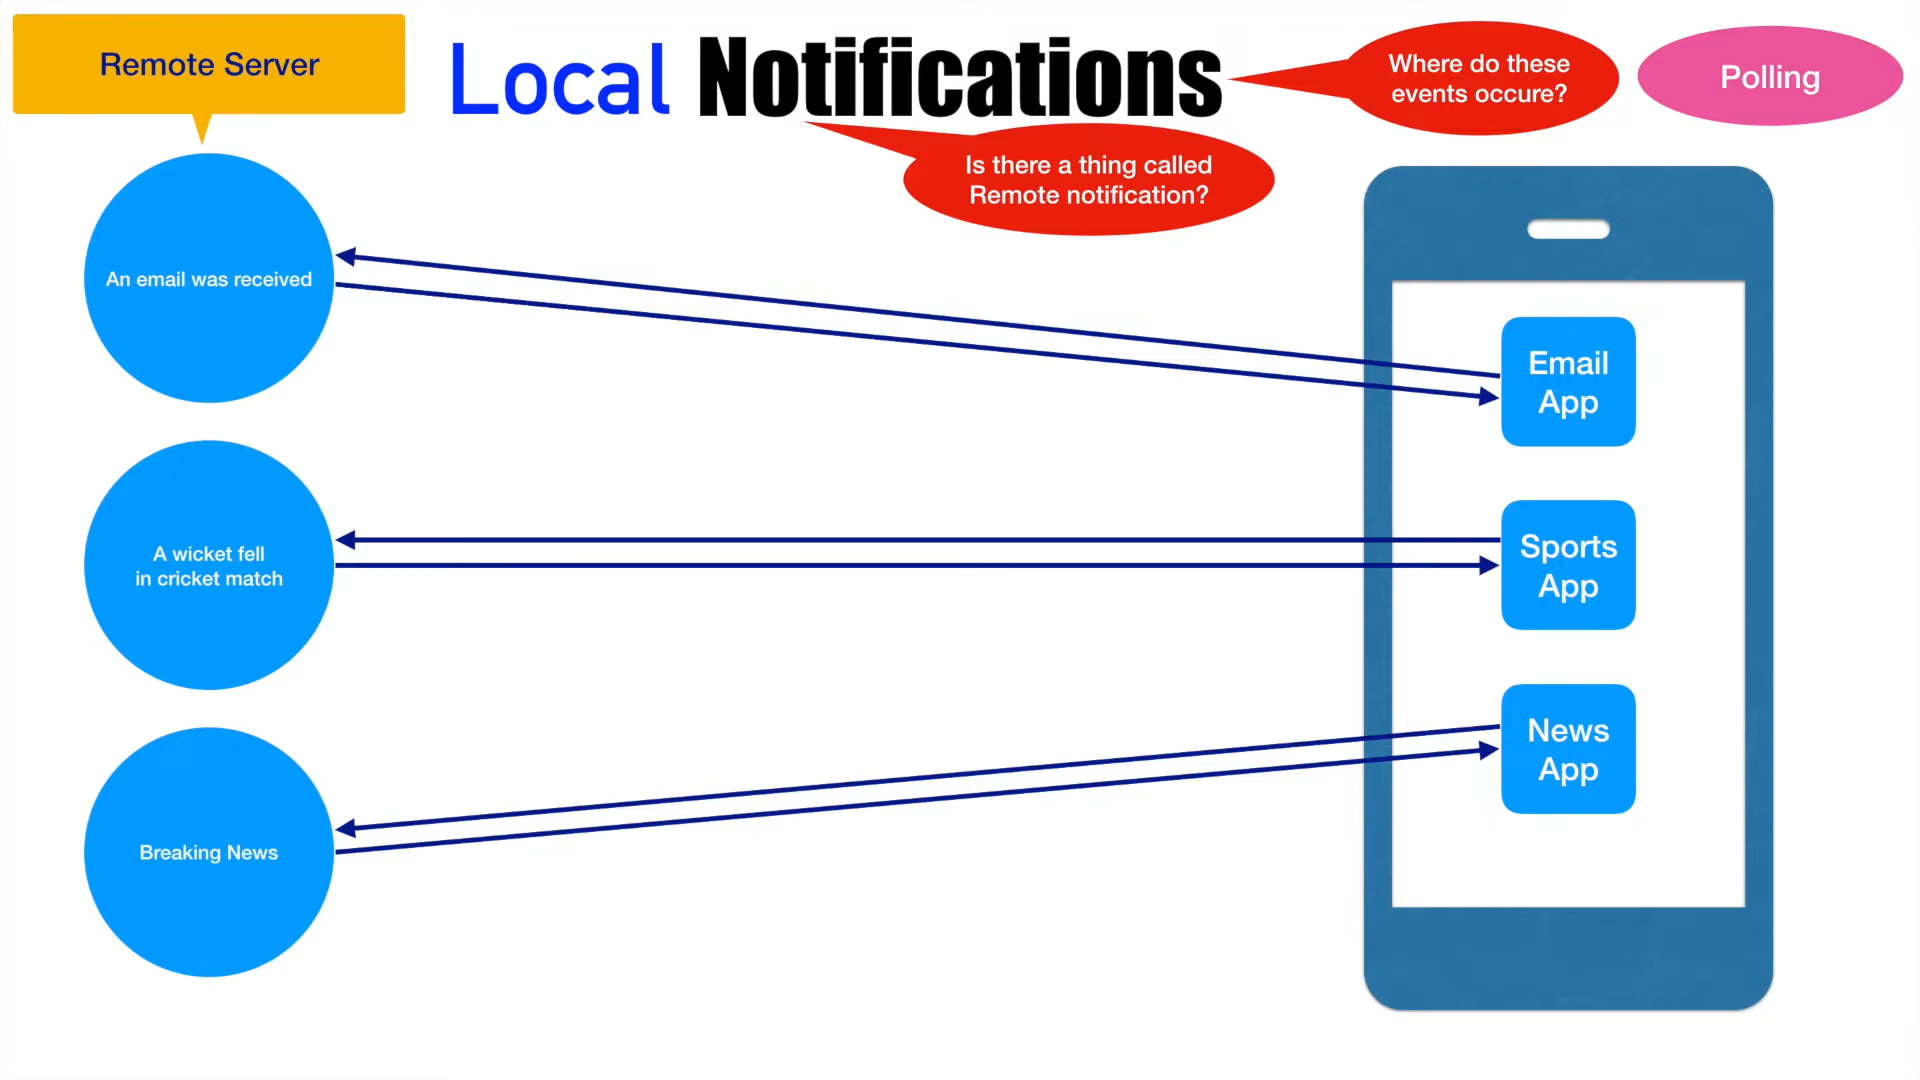 Remote Server
Local Notifications
Where do these
events occure?
Polling
Is there a thing called
Remote notification?
An email was received
Email
App
A wicket fell
in cricket match
Sports
App
Breaking News
News
App